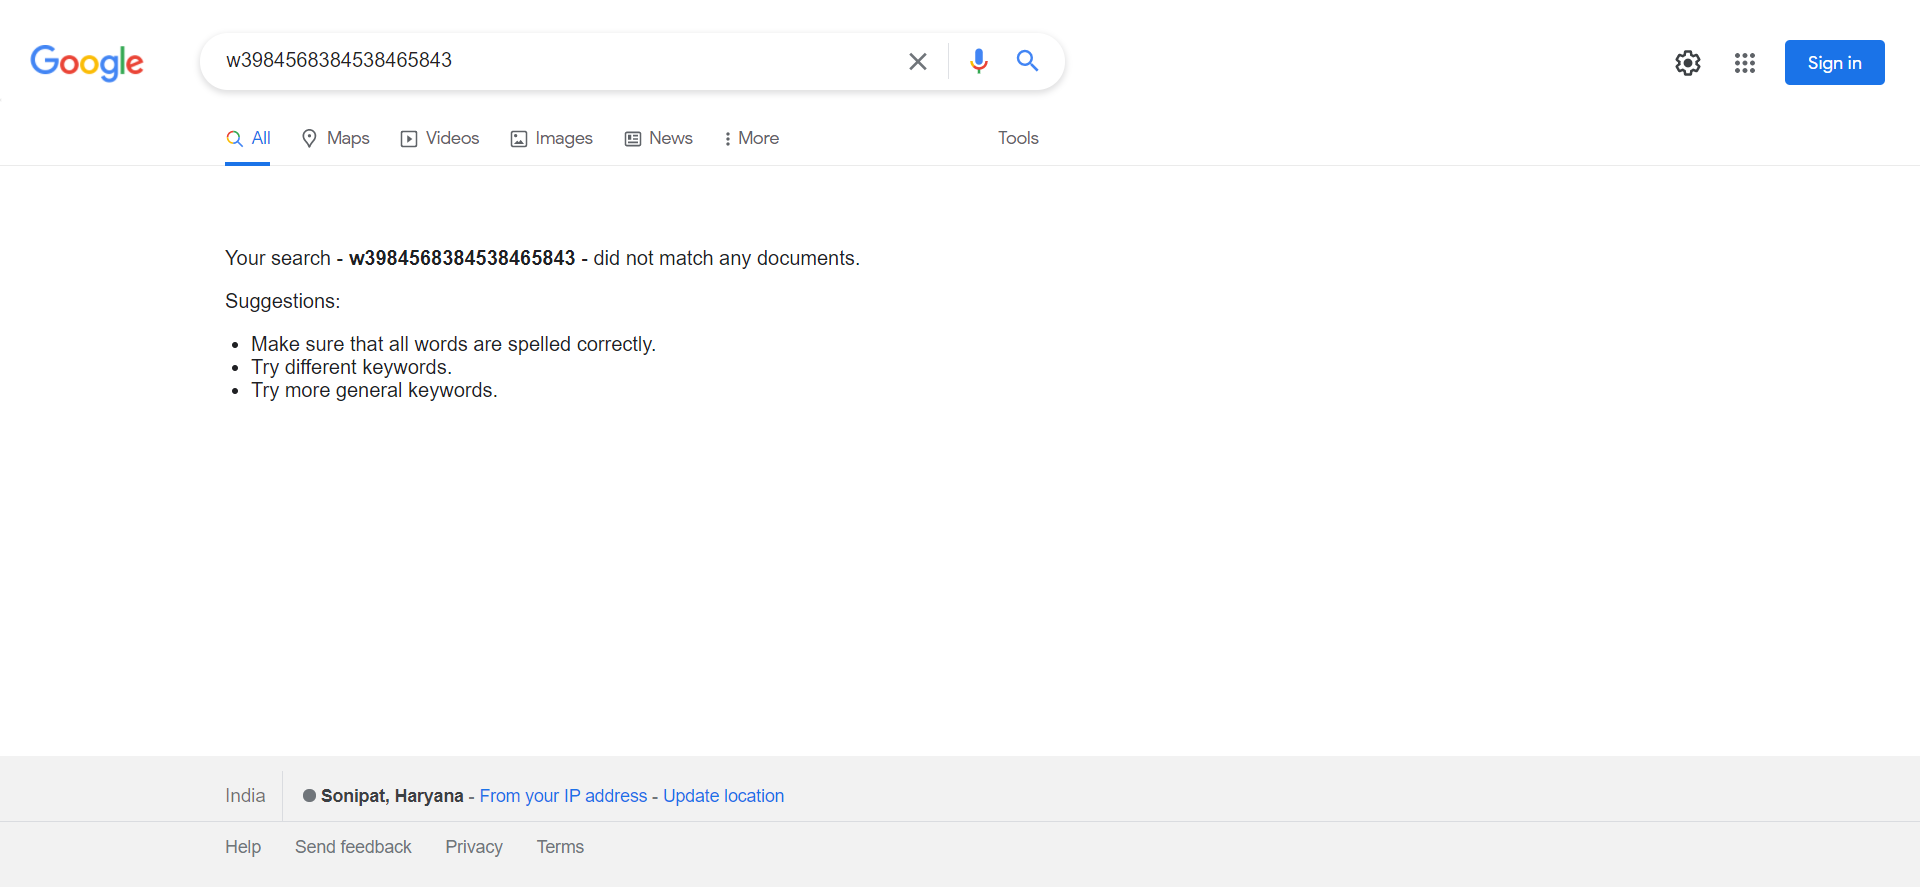 Google
w3984568384538465843
Sign in
All Maps Videos Images News More Tools
Your search - w3984568384538465843 - did not match any documents.
Suggestions:
Make sure that all words are spelled correctly.
Try different keywords.
Try more general keywords.
India
Sonipat, Haryana - From your IP address - Update location
Help Send feedback Privacy Terms